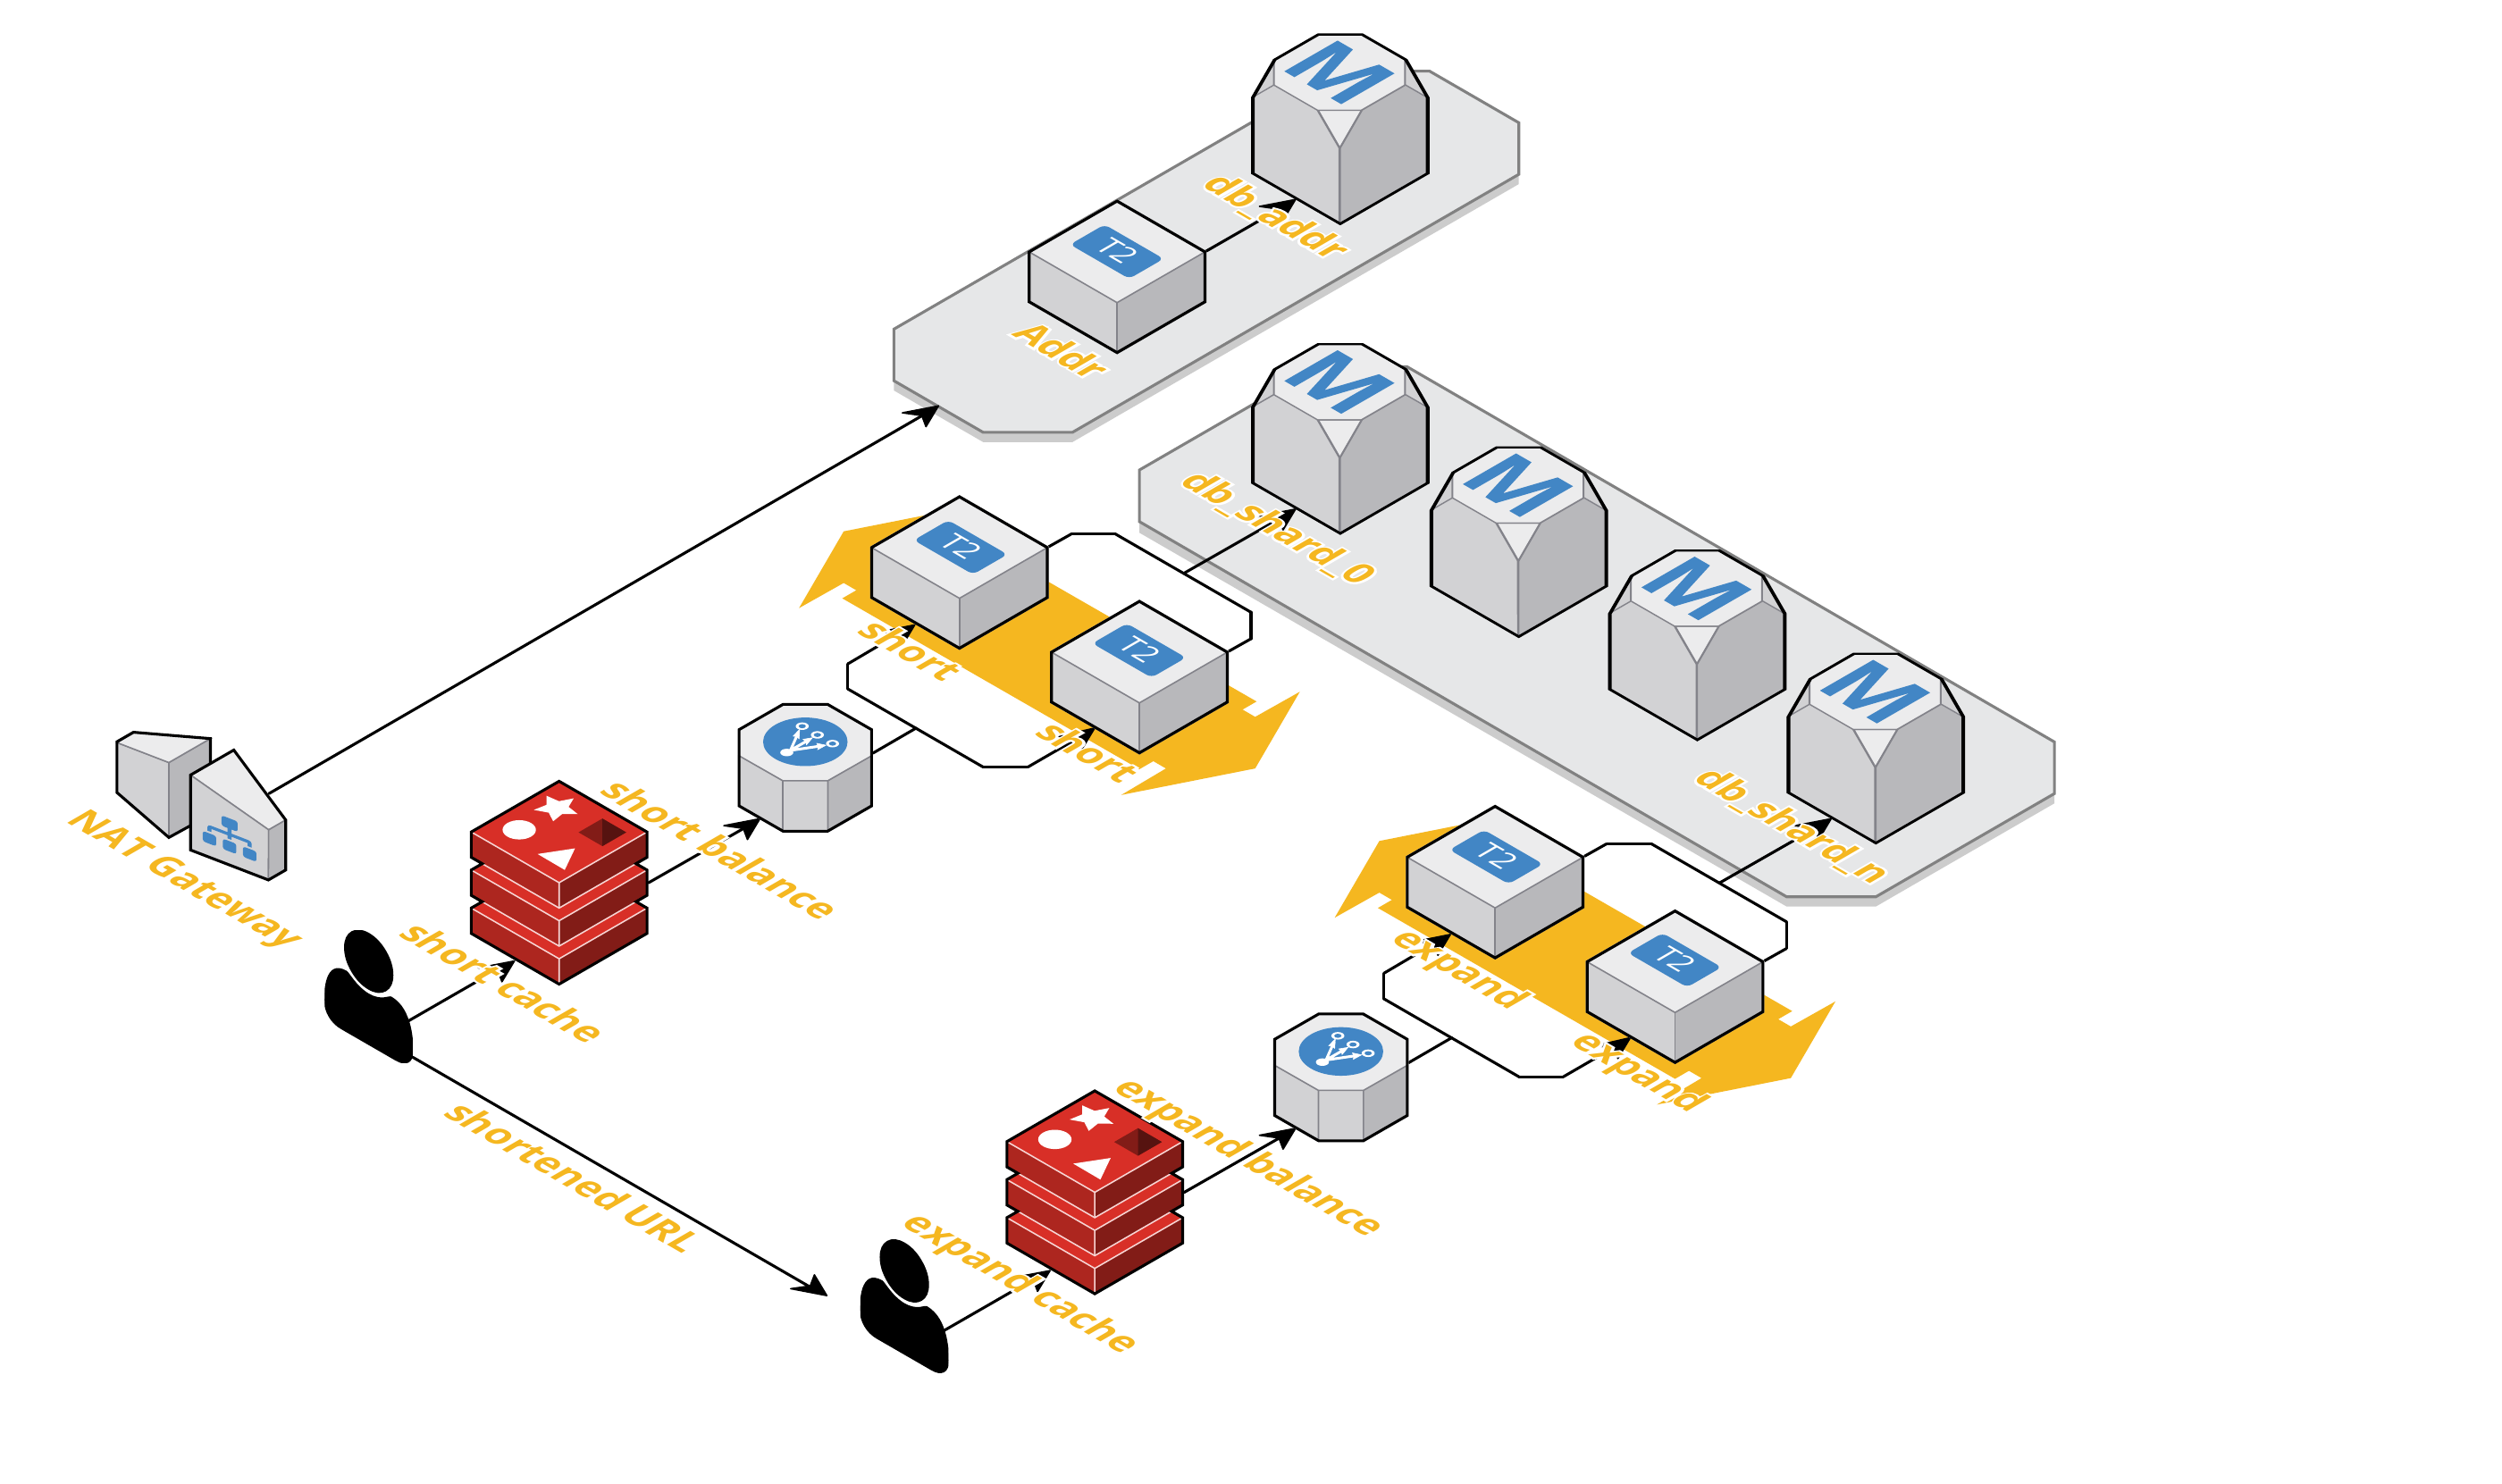 M
db_addr
T2
Addr
M
db_shard_0
M
T2
short
M
T2
short
M
db_shard_n
NAT Gateway
short balance
short cache
T2
expand
T2
expand
shortened URL
expand balance
expand cache